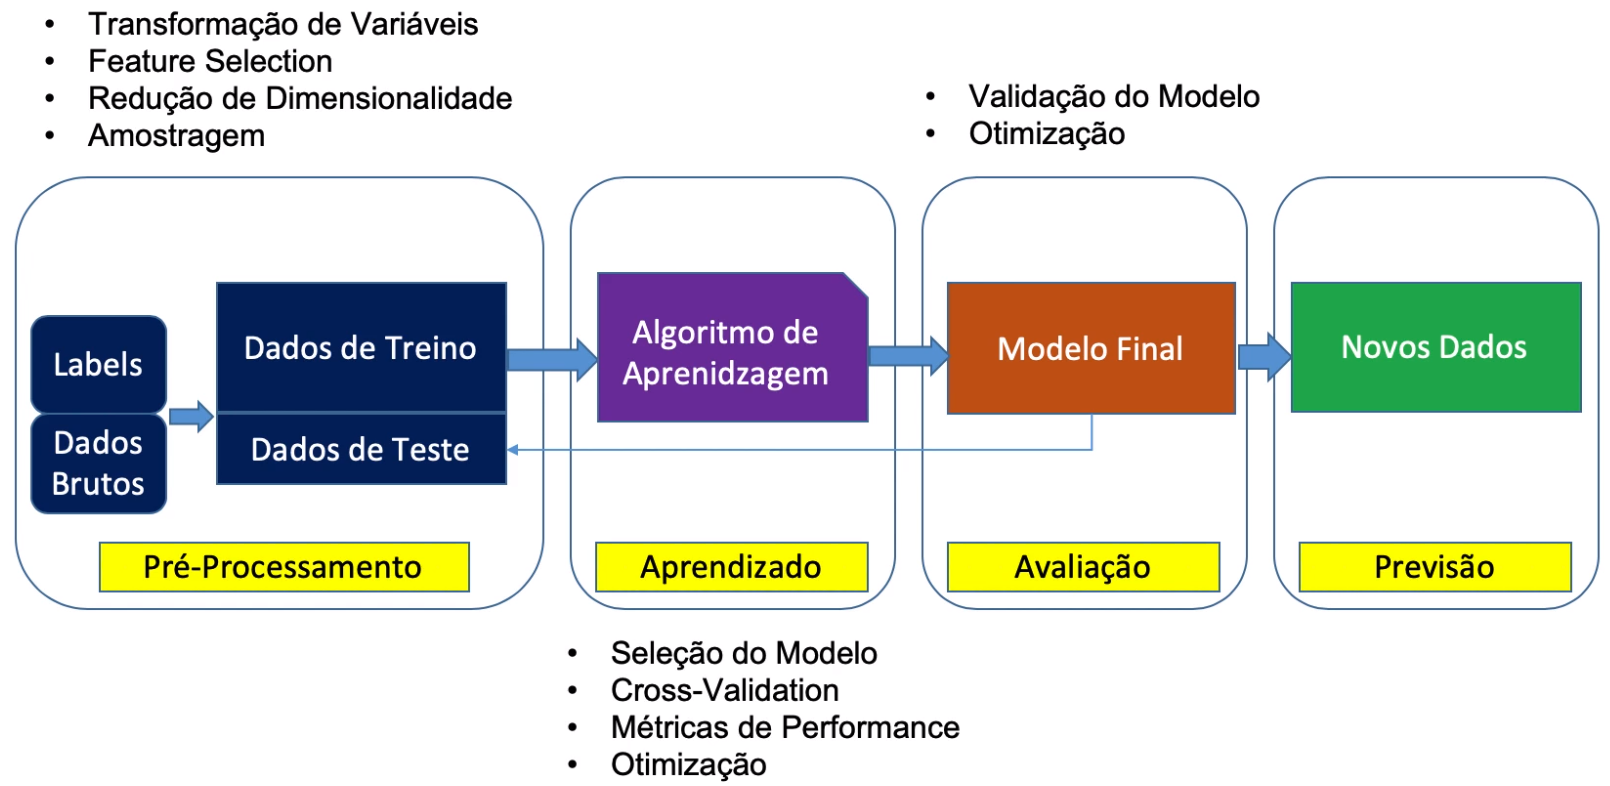 • Transformação de Variáveis
• Feature Selection
• Redução de Dimensionalidade
• Amostragem
• Validação do Modelo
• Otimização
Labels
Dados
Brutos
Dados de Treino
Dados de Teste
Algoritmo de
Aprenidzagem
Modelo Final
Novos Dados
Pré-Processamento
Aprendizado
Avaliação
Previsão
• Seleção do Modelo
• Cross-Validation
• Métricas de Performance
• Otimização